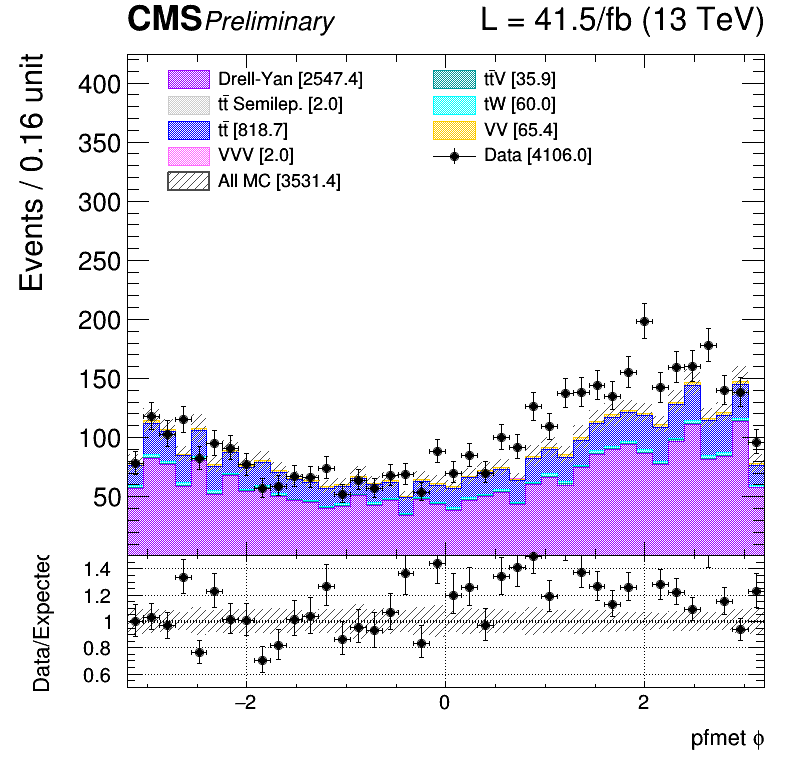 CMS Preliminary L = 41.5/fb (13 TeV)
Events / 0.16 unit
400
350
300
250
200
150
100
50
Drell-Yan [2547.4]
tt̄ Semilep. [2.0]
tt̄ [818.7]
VVV [2.0]
All MC [3531.4]
tt̄V [35.9]
tW [60.0]
VV [65.4]
Data [4106.0]
Data/Expected
1.4
1.2
1
0.8
0.6
−2 0 2
pfmet ϕ